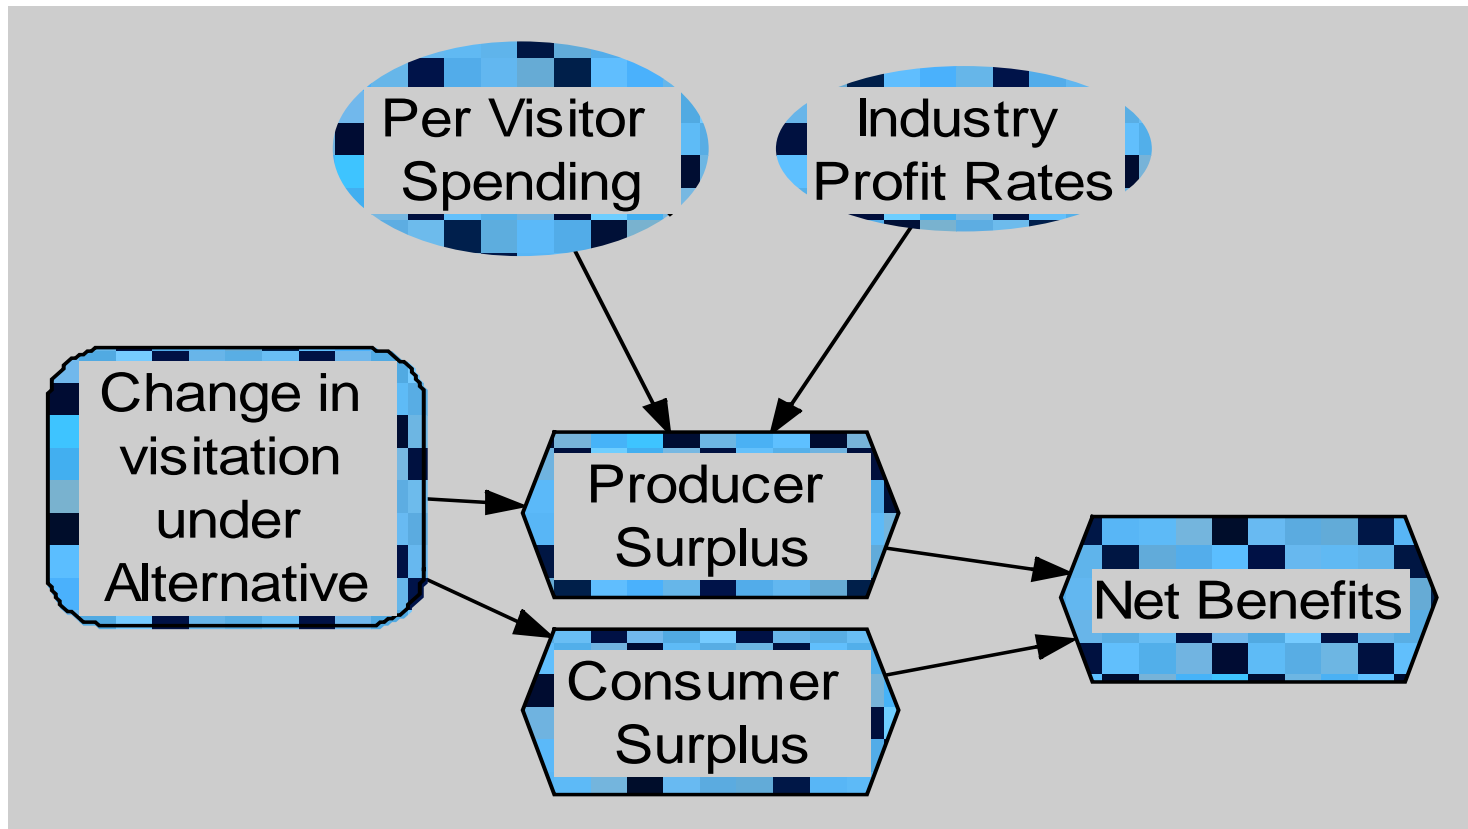 Per Visitor
Spending
Industry
Profit Rates
Change in
visitation
under
Alternative
Producer
Surplus
Consumer
Surplus
Net Benefits